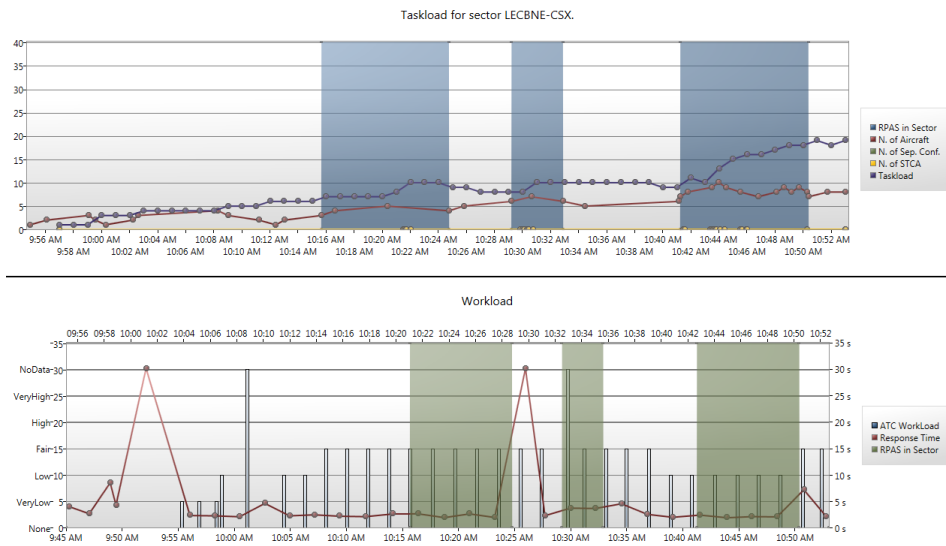 Taskload for sector LECBNE-CSX.
40
35
30
25
20
15
10
5
0
9:56 AM 10:00 AM 10:04 AM 10:08 AM 10:12 AM 10:16 AM 10:20 AM 10:24 AM 10:28 AM 10:32 AM 10:36 AM 10:40 AM 10:44 AM 10:48 AM 10:52 AM
9:58 AM 10:02 AM 10:06 AM 10:10 AM 10:14 AM 10:18 AM 10:22 AM 10:26 AM 10:30 AM 10:34 AM 10:38 AM 10:42 AM 10:46 AM 10:50 AM
RPAS in Sector
N. of Aircraft
N. of Sep. Conf.
N. of STCA
Taskload
Workload
09:56 09:58 10:00 10:02 10:04 10:06 10:08 10:10 10:12 10:14 10:16 10:18 10:20 10:22 10:24 10:26 10:28 10:30 10:32 10:34 10:36 10:38 10:40 10:42 10:44 10:46 10:48 10:50 10:52
35 35 s
NoData 30 30 s
VeryHigh 25 25 s
High 20 20 s
Fair 15 15 s
Low 10 10 s
VeryLow 5 5 s
None 0 0 s
9:45 AM 9:50 AM 9:55 AM 10:00 AM 10:05 AM 10:10 AM 10:15 AM 10:20 AM 10:25 AM 10:30 AM 10:35 AM 10:40 AM 10:45 AM 10:50 AM
ATC WorkLoad
Response Time
RPAS in Sector